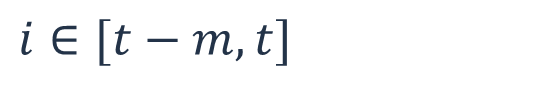 i ∈ [t − m, t]